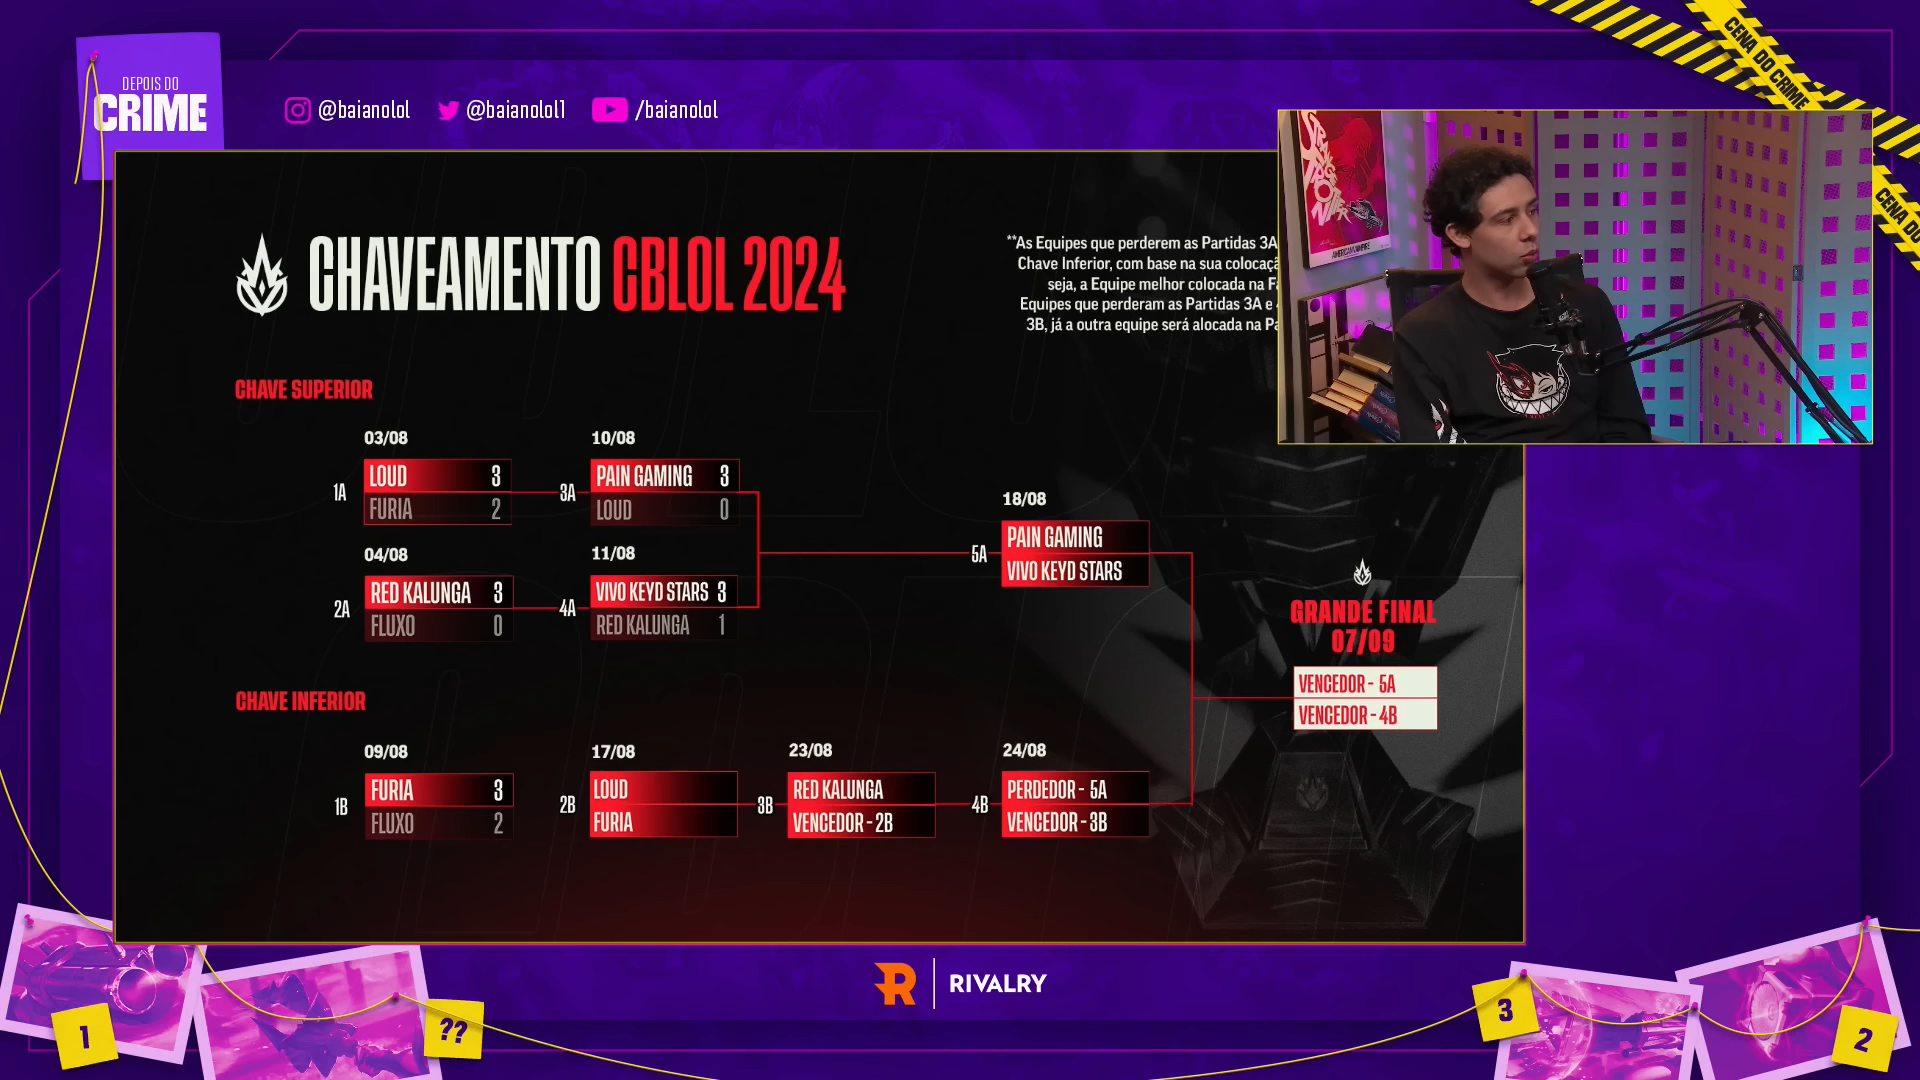 DEPOIS DO
CRIME
@baianolol
@baianolol1
/baianolol
CENA DO CRIME
CENA DO
CHAVEAMENTO CBLOL 2024
**As Equipes que perderem as Partidas 3A
Chave Inferior, com base na sua colocaçã
seja, a Equipe melhor colocada na Fa
Equipes que perderam as Partidas 3A e
3B, já a outra equipe será alocada na Pa
AMERICAN VAMPIRE
CHAVE SUPERIOR
03/08
1A
LOUD 3
FURIA 2
04/08
2A
RED KALUNGA 3
FLUXO 0
10/08
3A
PAIN GAMING 3
LOUD 0
11/08
4A
VIVO KEYD STARS 3
RED KALUNGA 1
18/08
5A
PAIN GAMING
VIVO KEYD STARS
GRANDE FINAL
07/09
VENCEDOR - 5A
VENCEDOR - 4B
CHAVE INFERIOR
09/08
1B
FURIA 3
FLUXO 2
17/08
2B
LOUD
FURIA
23/08
3B
RED KALUNGA
VENCEDOR - 2B
24/08
4B
PERDEDOR - 5A
VENCEDOR - 3B
R RIVALRY
1
??
3
2